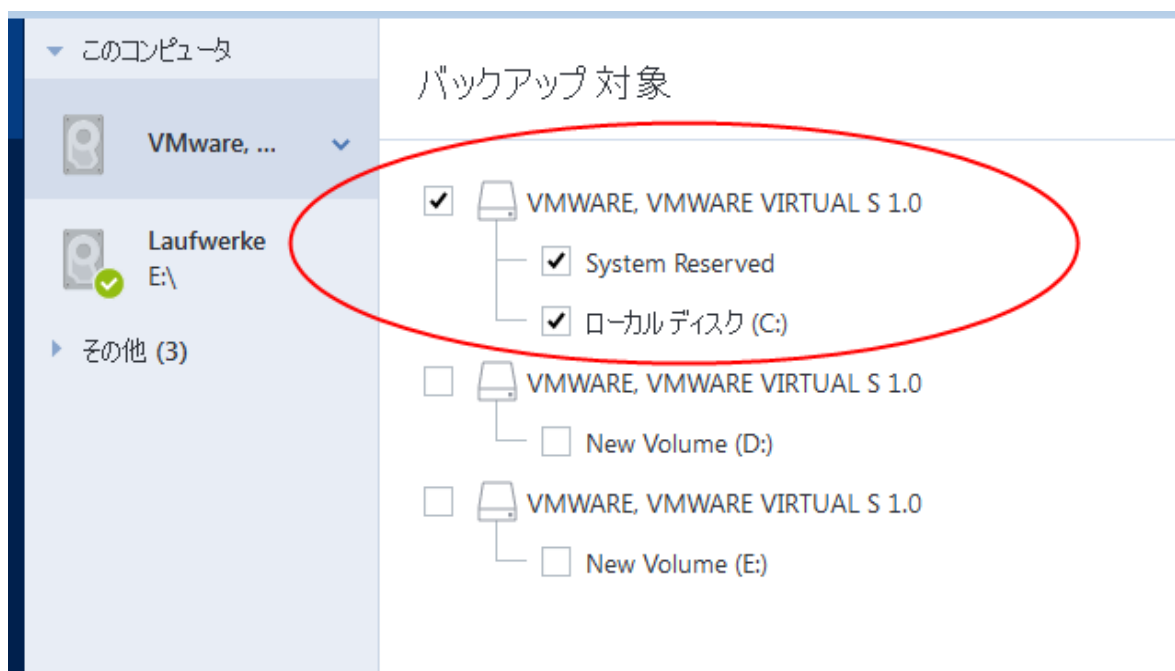 このコンピュータ
VMware, ...
Laufwerke
E:\
その他 (3)
バックアップ対象
VMWARE, VMWARE VIRTUAL S 1.0
System Reserved
ローカル ディスク (C:)
VMWARE, VMWARE VIRTUAL S 1.0
New Volume (D:)
VMWARE, VMWARE VIRTUAL S 1.0
New Volume (E:)